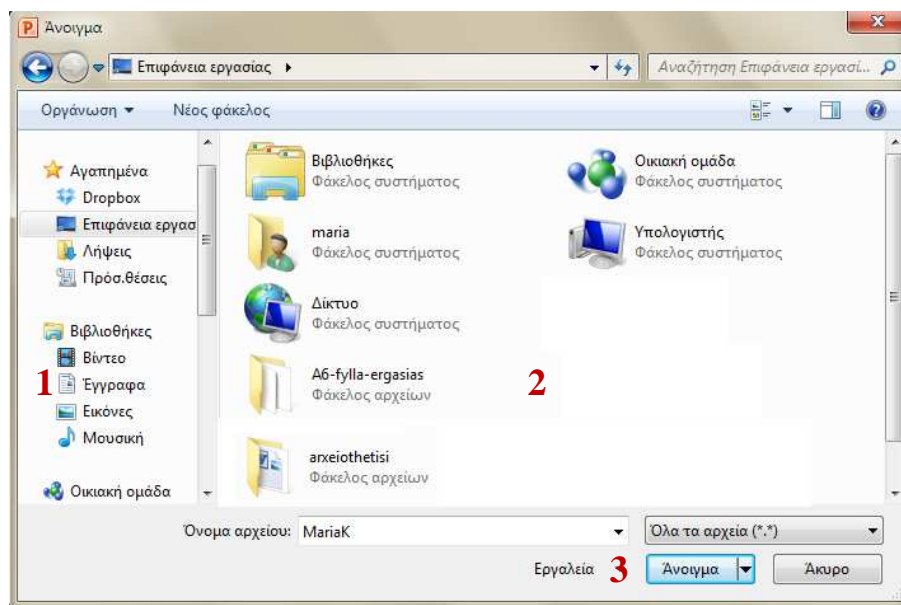 Άνοιγμα
Επιφάνεια εργασίας
Αναζήτηση Επιφάνεια εργασί...
Οργάνωση Νέος φάκελος
Αγαπημένα
Dropbox
Επιφάνεια εργασ
Λήψεις
Πρόσ.θέσεις
Βιβλιοθήκες
Βίντεο
1 Έγγραφα
Εικόνες
Μουσική
Οικιακή ομάδα
Βιβλιοθήκες
Φάκελος συστήματος
Οικιακή ομάδα
Φάκελος συστήματος
maria
Φάκελος συστήματος
Υπολογιστής
Φάκελος συστήματος
Δίκτυο
Φάκελος συστήματος
A6-fylla-ergasias
Φάκελος αρχείων
2
arxeiothetisi
Φάκελος αρχείων
Όνομα αρχείου: MariaK Όλα τα αρχεία (*.*)
Εργαλεία 3 Άνοιγμα Άκυρο